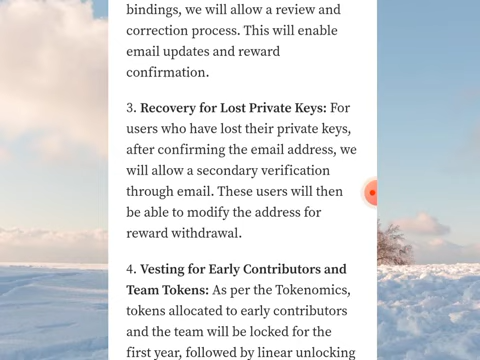 bindings, we will allow a review and
correction process. This will enable
email updates and reward
confirmation.
3. Recovery for Lost Private Keys: For
users who have lost their private keys,
after confirming the email address, we
will allow a secondary verification
through email. These users will then
be able to modify the address for
reward withdrawal.
4. Vesting for Early Contributors and
Team Tokens: As per the Tokenomics,
tokens allocated to early contributors
and the team will be locked for the
first year, followed by linear unlocking